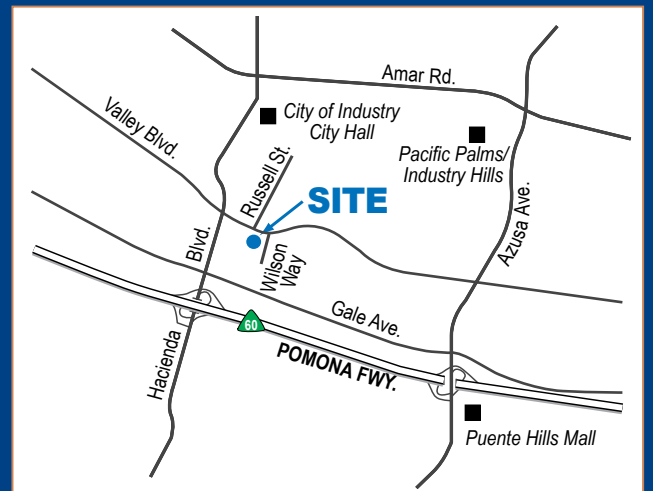 Amar Rd.
City of Industry
City Hall
Valley Blvd.
Pacific Palms/
Industry Hills
Russell St.
SITE
Azusa Ave.
Blvd.
Wilson
Way
Gale Ave.
60
POMONA FWY.
Hacienda
Puente Hills Mall